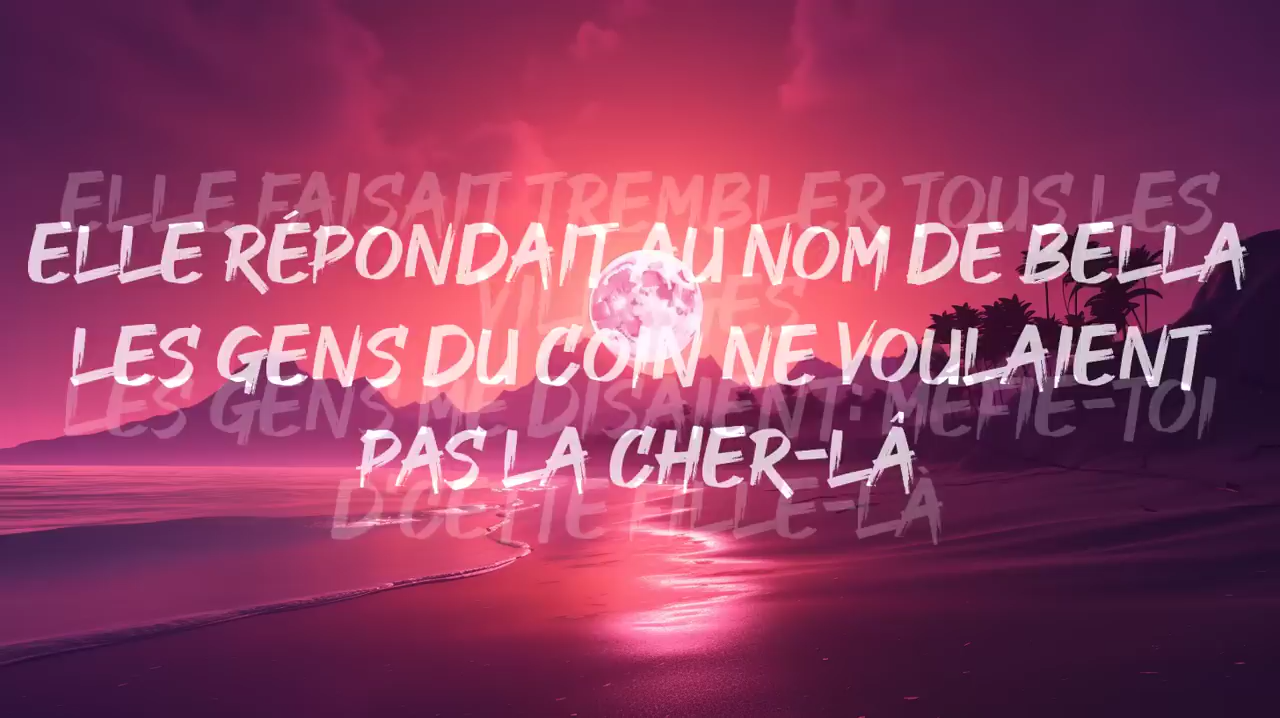 ELLE RÉPONDAIT AU NOM DE BELLA
LES GENS DU COIN NE VOULAIENT
PAS LA CHER-LÂ
ELLE FAISAIT TREMBLER TOUS LES
VILLAGES
LES GENS ME DISAIENT: MÉFIE-TOI
D'CETTE FILLE-LÀ